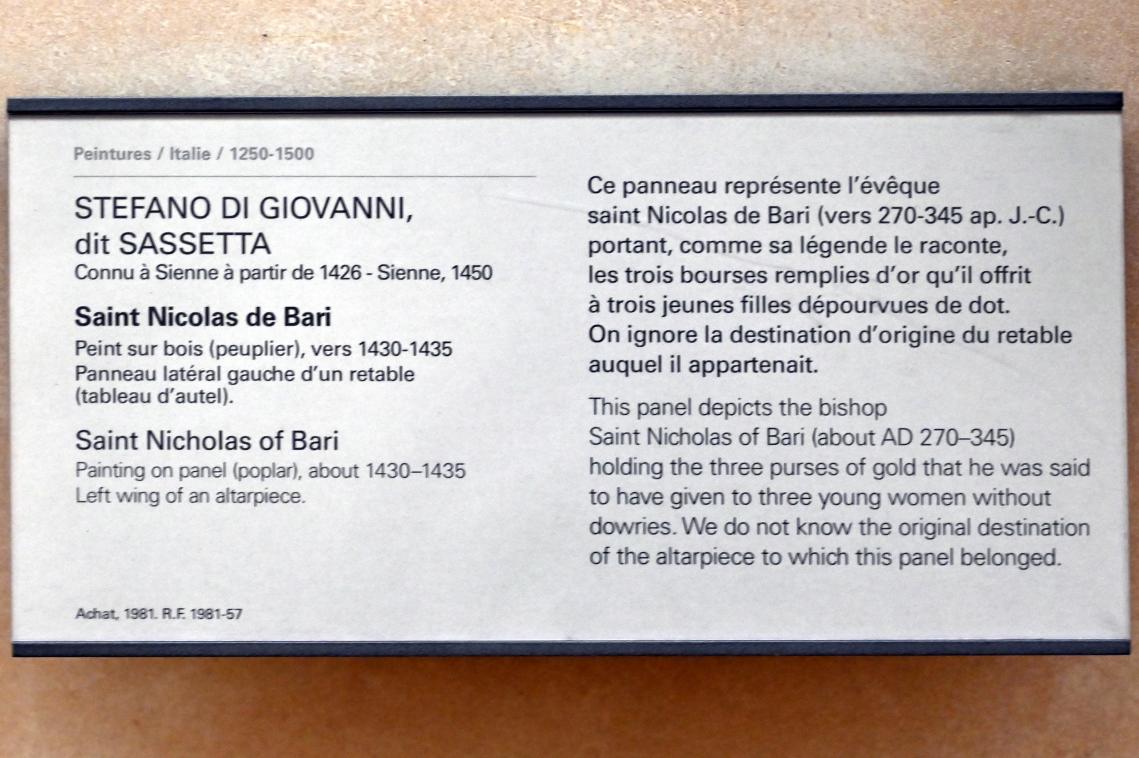 Peintures / Italie / 1250-1500
STEFANO DI GIOVANNI,
dit SASSETTA
Connu à Sienne à partir de 1426 - Sienne, 1450
Saint Nicolas de Bari
Peint sur bois (peuplier), vers 1430-1435
Panneau latéral gauche d'un retable
(tableau d'autel).
Saint Nicholas of Bari
Painting on panel (poplar), about 1430–1435
Left wing of an altarpiece.
Achat, 1981. R.F. 1981-57
Ce panneau représente l'évêque
saint Nicolas de Bari (vers 270-345 ap. J.-C.)
portant, comme sa légende le raconte,
les trois bourses remplies d'or qu'il offrit
à trois jeunes filles dépourvues de dot.
On ignore la destination d'origine du retable
auquel il appartenait.
This panel depicts the bishop
Saint Nicholas of Bari (about AD 270–345)
holding the three purses of gold that he was said
to have given to three young women without
dowries. We do not know the original destination
of the altarpiece to which this panel belonged.